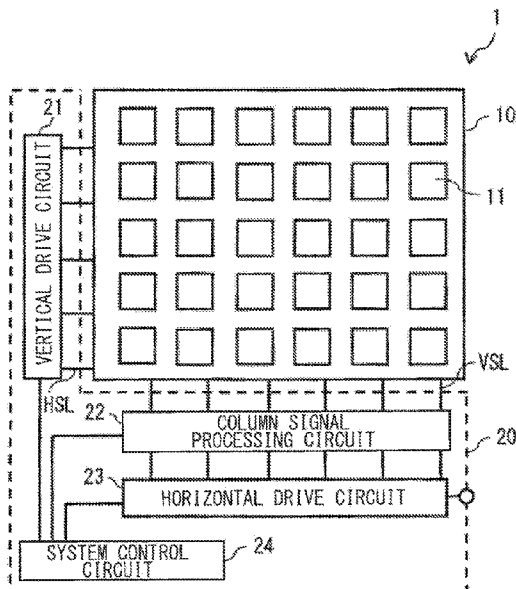 1
21
10
11
VERTICAL DRIVE CIRCUIT
HSL
VSL
22
COLUMN SIGNAL
PROCESSING CIRCUIT
20
23
HORIZONTAL DRIVE CIRCUIT
SYSTEM CONTROL
CIRCUIT
24